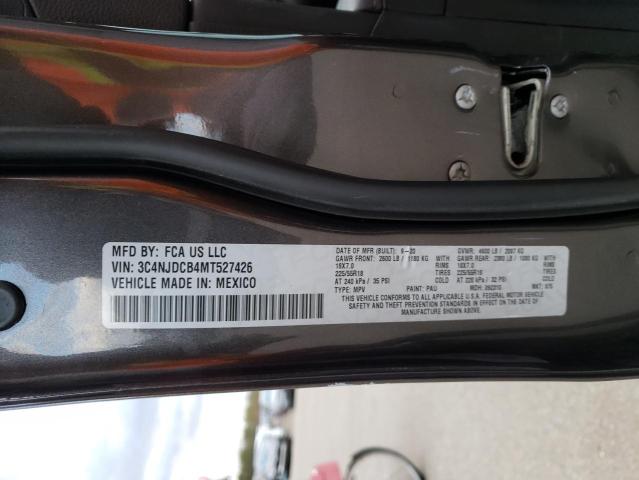 MFD BY: FCA US LLC
VIN: 3C4NJDCB4MT527426
VEHICLE MADE IN: MEXICO
DATE OF MFR (BUILT): 9-20
GVWR: 4600 LB / 2087 KG
GAWR FRONT: 2600 LB / 1180 KG
GAWR REAR: 2380 LB / 1080 KG
18X7.0 RIMS
18X7.0 RIMS
225/55R18 TIRES
225/55R18 TIRES
AT 240 kPa / 35 PSI COLD
AT 220 kPa / 32 PSI COLD
TYPE: MPV
PAINT: PAU
MDH:
MKT:
THIS VEHICLE CONFORMS TO ALL APPLICABLE U.S.A. FEDERAL MOTOR VEHICLE
SAFETY AND THEFT PREVENTION STANDARDS IN EFFECT ON THE DATE OF
MANUFACTURE SHOWN ABOVE.